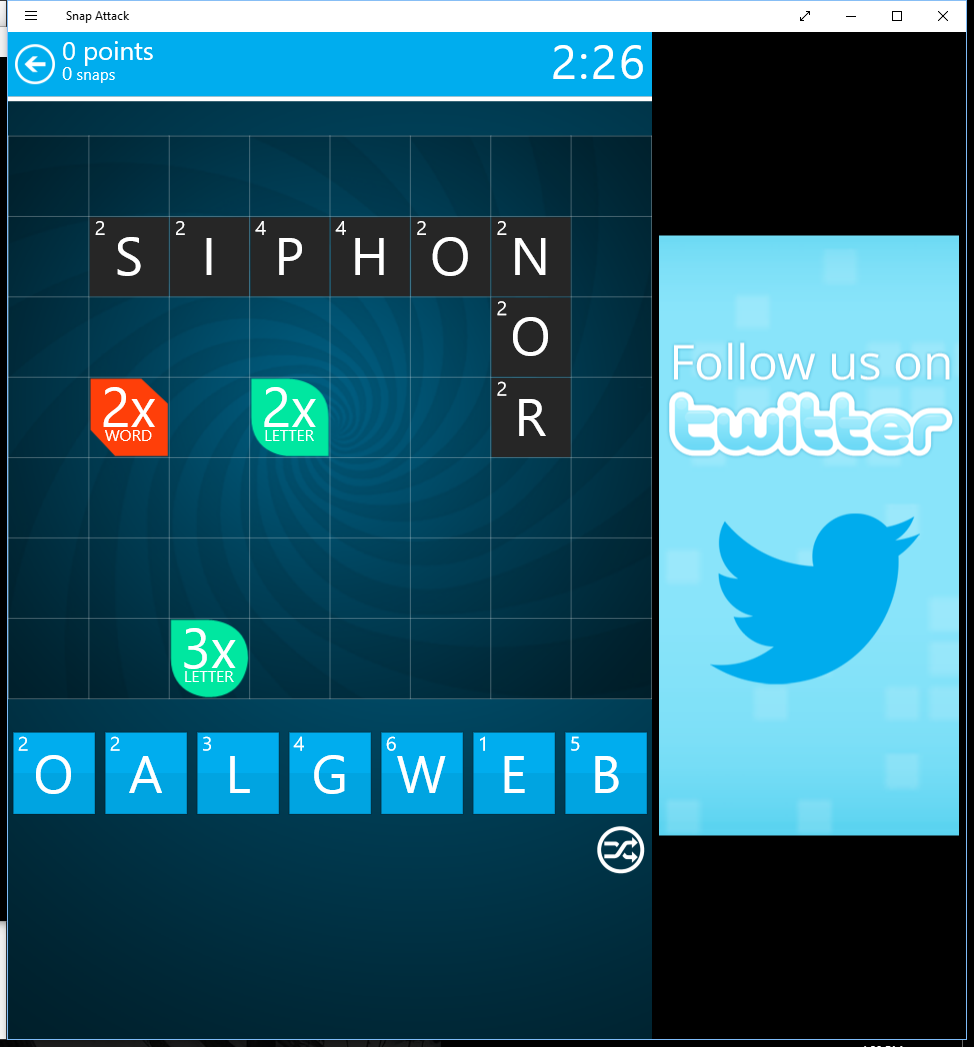 Snap Attack
0 points
0 snaps
2:26
2 S 2 I 4 P 4 H 2 O 2 N
2 O
2x WORD 2x LETTER 2 R
3x LETTER
2 O 2 A 3 L 4 G 6 W 1 E 5 B
Follow us on
twitter